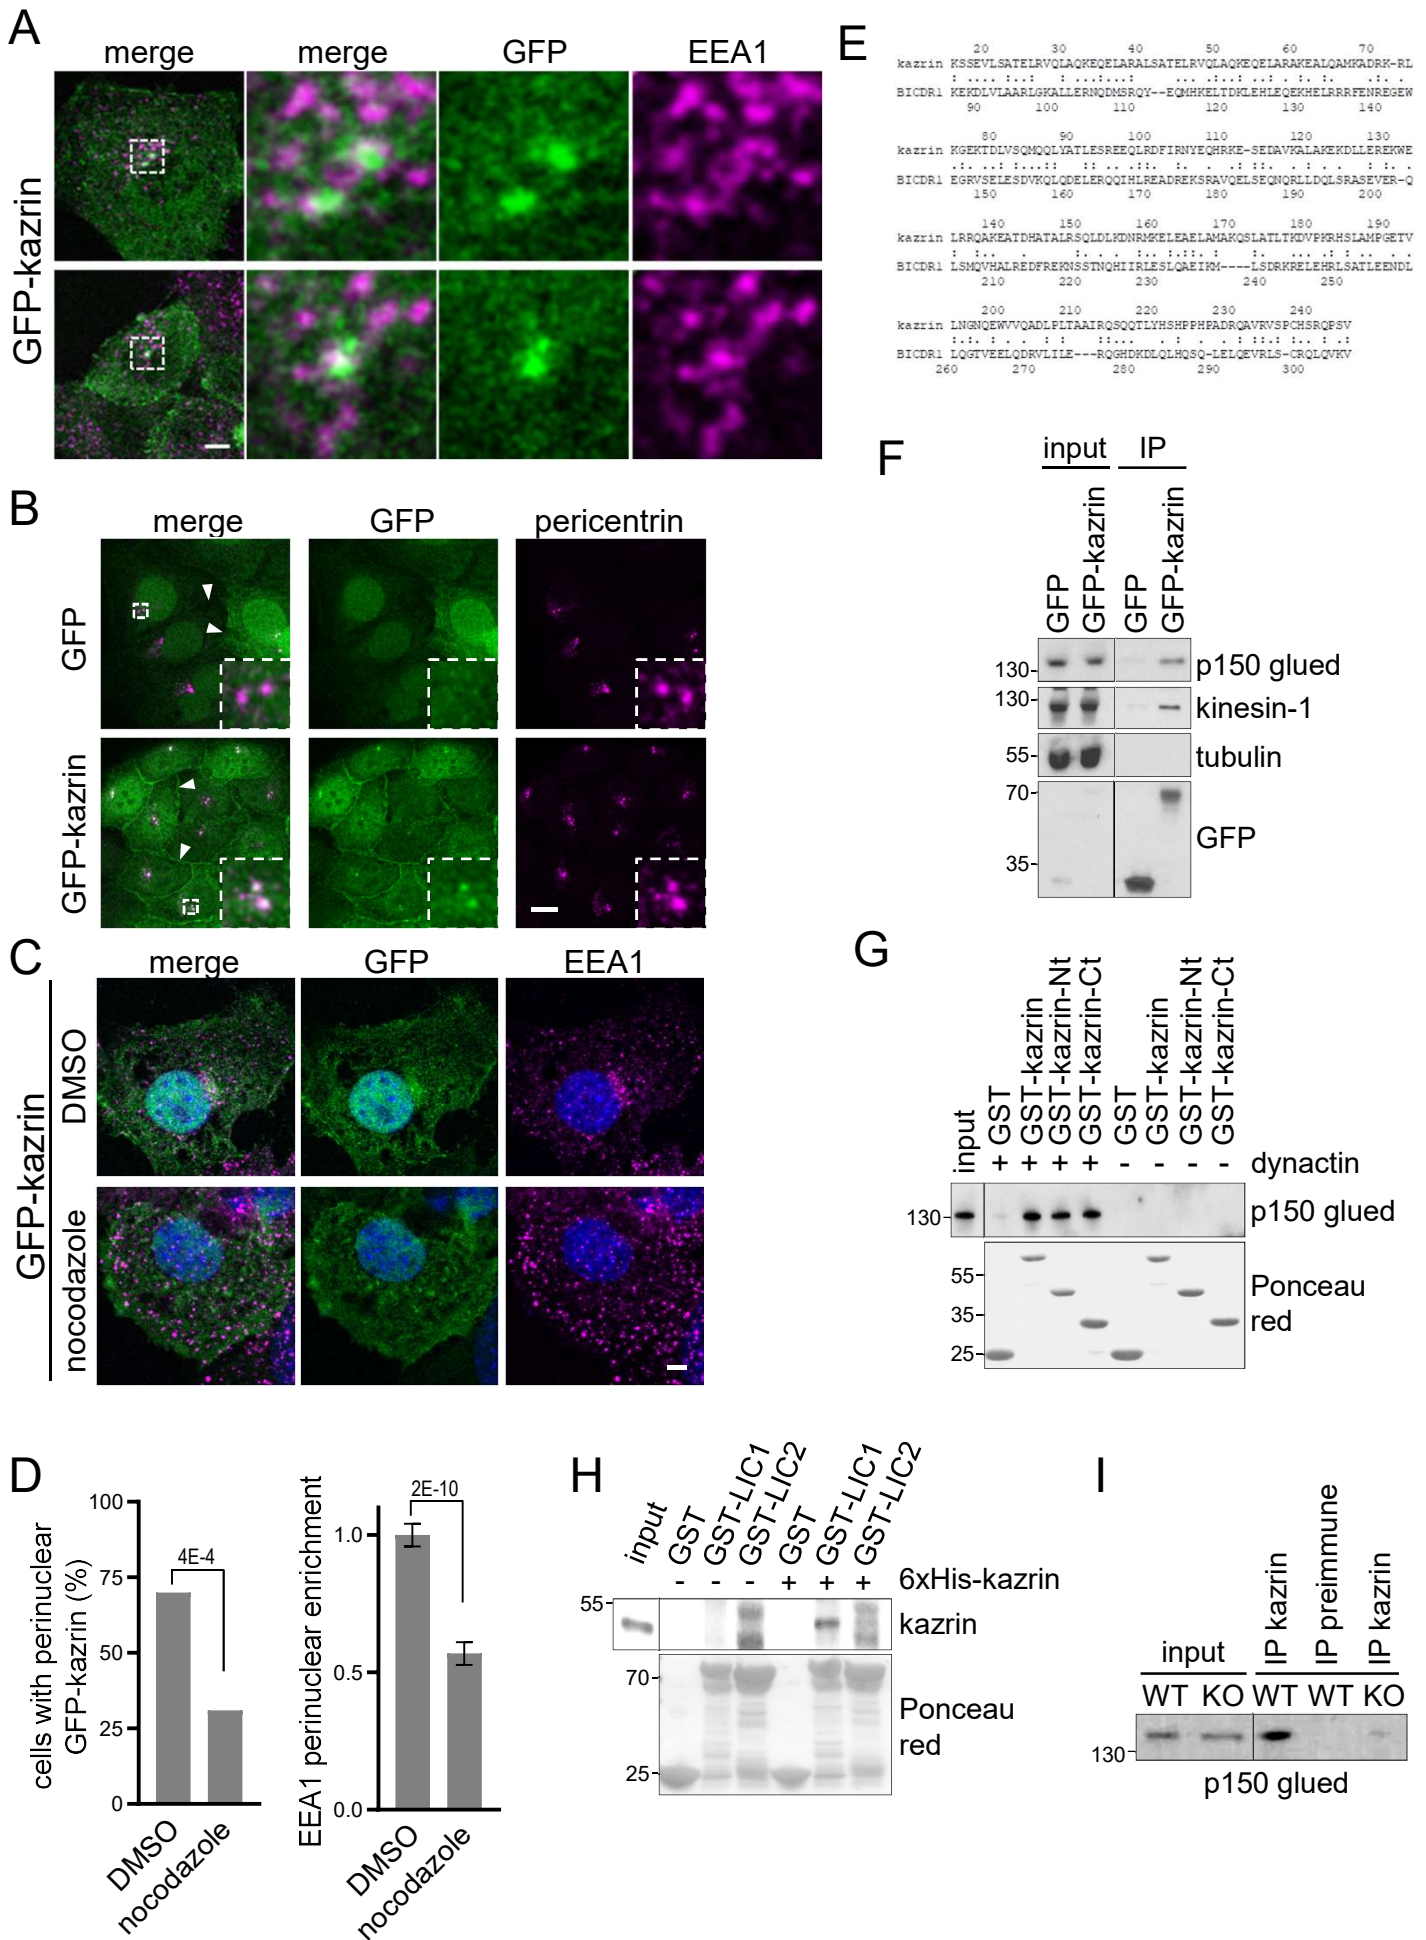 A
merge
merge
GFP
EEA1
GFP-kazrin
B
merge
GFP
pericentrin
GFP
GFP-kazrin
C
merge
GFP
EEA1
GFP-kazrin
DMSO
nocodazole
D
cells with perinuclear
GFP-kazrin (%)
100
75
50
25
0
4E-4
DMSO
nocodazole
EEA1 perinuclear enrichment
1.0
0.5
0.0
2E-10
DMSO
nocodazole
E
20 30 40 50 60 70
kazrin KSSEVLSATELRVQLAQKEQELARALSATELRVQLAQKEQELARAKEALQAMKADRK-RL
BICDR1 KEKDLVLAARLGKALLERNQDMSRQY--EQMHKELTDKLEHLEQEKHELRRRFENREGEW
90 100 110 120 130 140
80 90 100 110 120 130
kazrin KGEKTDLVSQMQQLYATLESREEQLRDFIRNYEQHRKE-SEDAVKALAKEKDLLEREKWE
BICDR1 EGRVSELESDVKQLQDELERQQIHLREADREKSRAVQELSEQNQRLLDQLSRASEVER-Q
150 160 170 180 190 200
140 150 160 170 180 190
kazrin LRRQAKEATDHATALRSQLDLKDNRMKELEAELAMAKQSLATLTKDVPKRHSLAMPGETV
BICDR1 LSMQVHALREDFREKNSSTNQHIIRLESLQAEIKM----LSDRKRELEHRLSATLEENDL
210 220 230 240 250
200 210 220 230 240
kazrin LNGNQEWVVQADLPLTAAIRQSQQTLYHSHPPHPADRQAVRVSPCHSRQPSV
BICDR1 LQGTVEELQDRVLILE---RQGHDKDLQLHQSQ-LELQEVRLS-CRQLQVKV
260 270 280 290 300
F
input IP
GFP
GFP-kazrin
GFP
GFP-kazrin
130- p150 glued
130- kinesin-1
55- tubulin
70-
GFP
35-
G
input
GST
GST-kazrin
GST-kazrin-Nt
GST-kazrin-Ct
GST
GST-kazrin
GST-kazrin-Nt
GST-kazrin-Ct
+ + + + - - - - dynactin
130- p150 glued
55-
35-
25-
Ponceau
red
H
input
GST
GST-LIC1
GST-LIC2
GST
GST-LIC1
GST-LIC2
- - - + + + 6xHis-kazrin
55- kazrin
70-
25-
Ponceau
red
I
IP kazrin
IP preimmune
IP kazrin
input
WT KO WT WT KO
130-
p150 glued